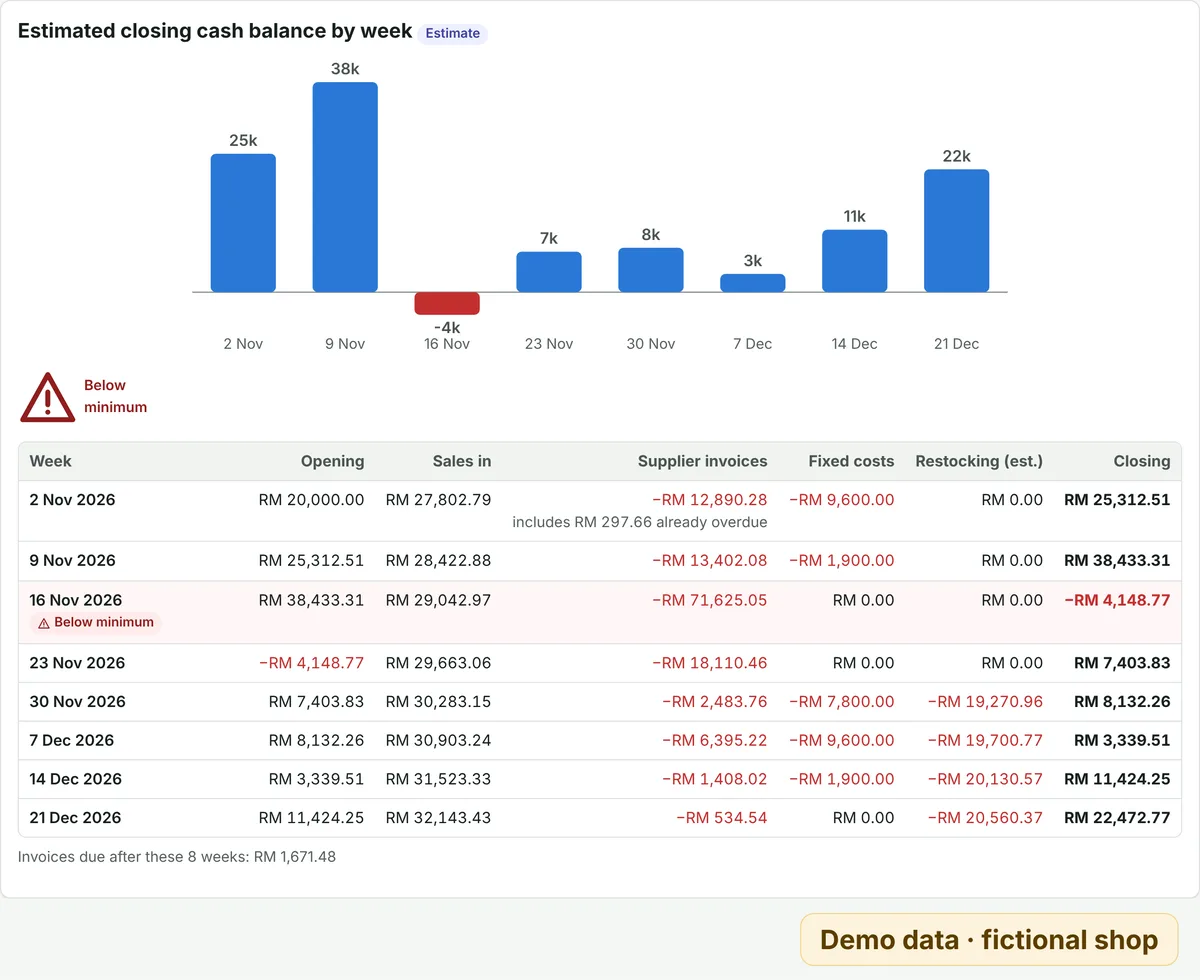 Estimated closing cash balance by week Estimate
38k
25k
22k
11k
7k
8k
3k
-4k
2 Nov 9 Nov 16 Nov 23 Nov 30 Nov 7 Dec 14 Dec 21 Dec
Below
minimum
Week Opening Sales in Supplier invoices Fixed costs Restocking (est.) Closing
2 Nov 2026 RM 20,000.00 RM 27,802.79 −RM 12,890.28 −RM 9,600.00 RM 0.00 RM 25,312.51
includes RM 297.66 already overdue
9 Nov 2026 RM 25,312.51 RM 28,422.88 −RM 13,402.08 −RM 1,900.00 RM 0.00 RM 38,433.31
16 Nov 2026 RM 38,433.31 RM 29,042.97 −RM 71,625.05 RM 0.00 RM 0.00 −RM 4,148.77
Below minimum
23 Nov 2026 −RM 4,148.77 RM 29,663.06 −RM 18,110.46 RM 0.00 RM 0.00 RM 7,403.83
30 Nov 2026 RM 7,403.83 RM 30,283.15 −RM 2,483.76 −RM 7,800.00 −RM 19,270.96 RM 8,132.26
7 Dec 2026 RM 8,132.26 RM 30,903.24 −RM 6,395.22 −RM 9,600.00 −RM 19,700.77 RM 3,339.51
14 Dec 2026 RM 3,339.51 RM 31,523.33 −RM 1,408.02 −RM 1,900.00 −RM 20,130.57 RM 11,424.25
21 Dec 2026 RM 11,424.25 RM 32,143.43 −RM 534.54 RM 0.00 −RM 20,560.37 RM 22,472.77
Invoices due after these 8 weeks: RM 1,671.48
Demo data · fictional shop